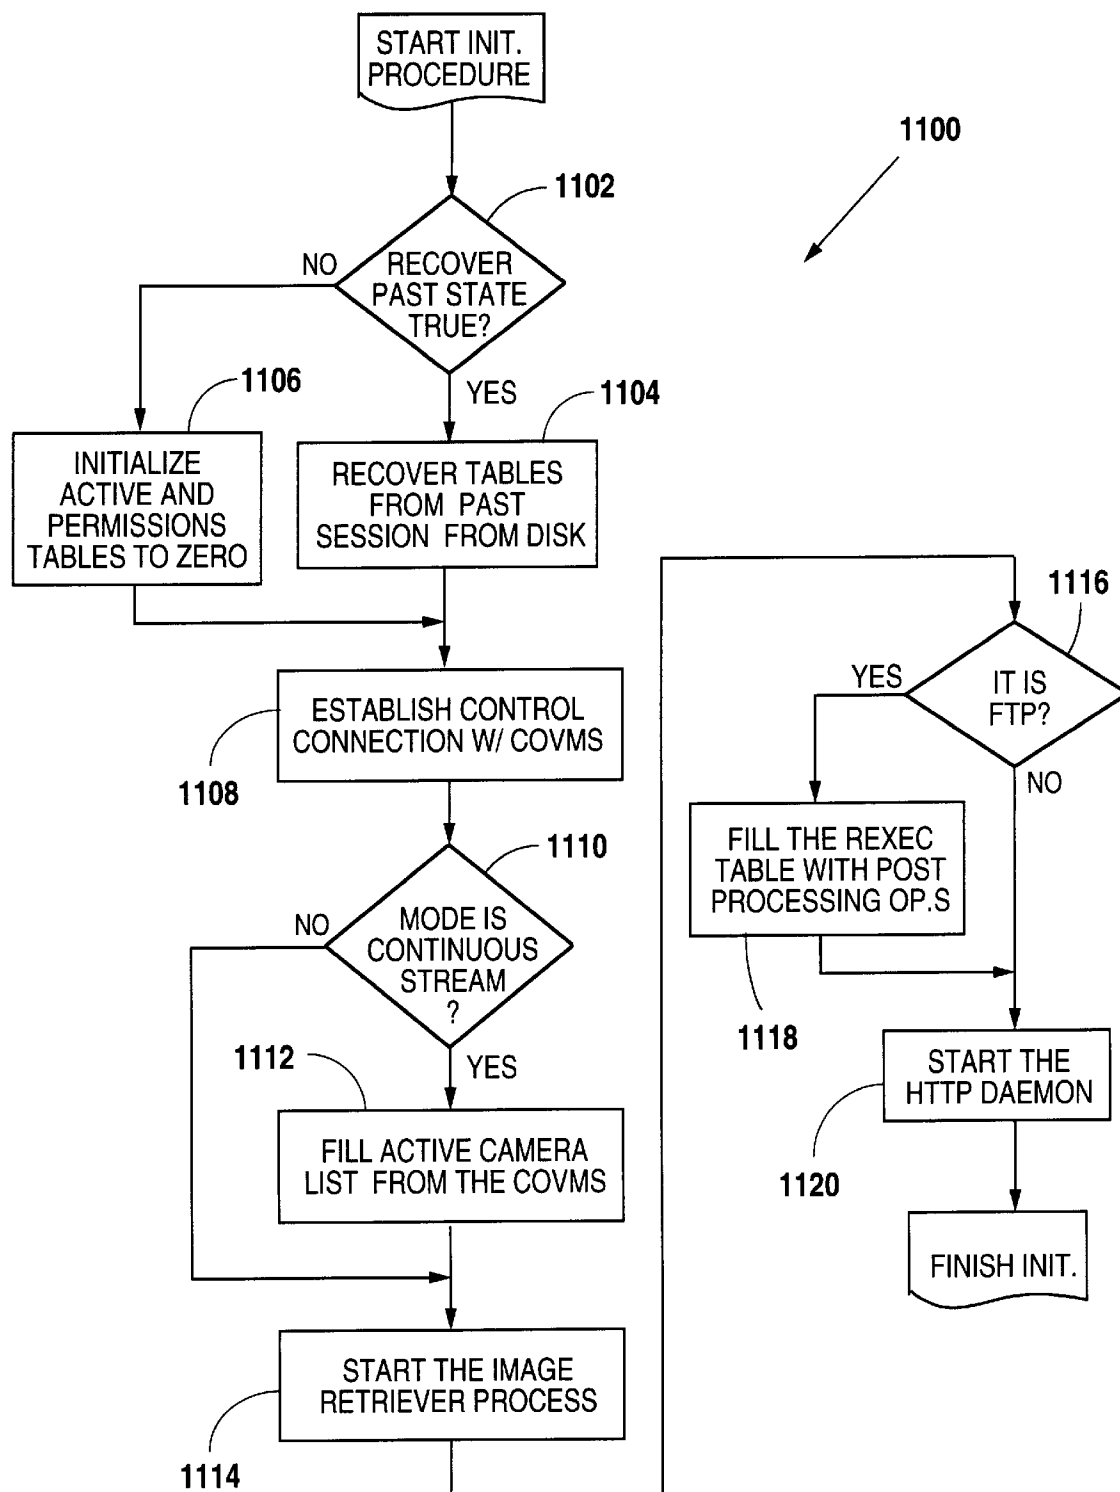 START INIT.
PROCEDURE
1100
1102
RECOVER
PAST STATE
TRUE?
NO
YES
1106
INITIALIZE
ACTIVE AND
PERMISSIONS
TABLES TO ZERO
1104
RECOVER TABLES
FROM PAST
SESSION FROM DISK
ESTABLISH CONTROL
CONNECTION W/ COVMS
1108
1110
MODE IS
CONTINUOUS
STREAM
?
NO
YES
1112
FILL ACTIVE CAMERA
LIST FROM THE COVMS
START THE IMAGE
RETRIEVER PROCESS
1114
1116
IT IS
FTP?
YES
NO
FILL THE REXEC
TABLE WITH POST
PROCESSING OP.S
1118
START THE
HTTP DAEMON
1120
FINISH INIT.